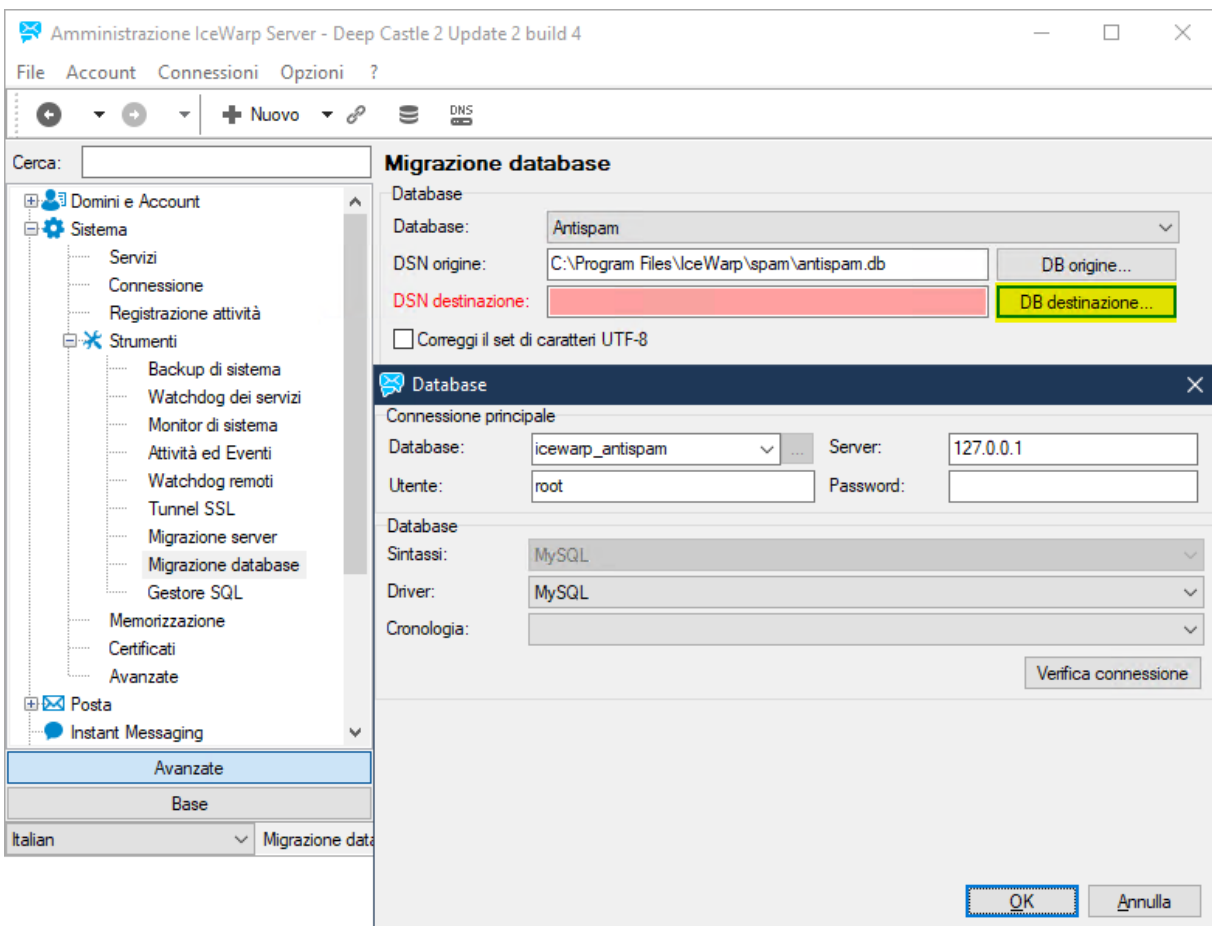 Amministrazione IceWarp Server - Deep Castle 2 Update 2 build 4
File Account Connessioni Opzioni ?
Nuovo DNS
Cerca:
Domini e Account
Sistema
Servizi
Connessione
Registrazione attività
Strumenti
Backup di sistema
Watchdog dei servizi
Monitor di sistema
Attività ed Eventi
Watchdog remoti
Tunnel SSL
Migrazione server
Migrazione database
Gestore SQL
Memorizzazione
Certificati
Avanzate
Posta
Instant Messaging
Avanzate
Base
Italian Migrazione data
Migrazione database
Database
Database: Antispam
DSN origine: C:\Program Files\IceWarp\spam\antispam.db DB origine...
DSN destinazione: DB destinazione...
Correggi il set di caratteri UTF-8
Database
Connessione principale
Database: icewarp_antispam ... Server: 127.0.0.1
Utente: root Password:
Database
Sintassi: MySQL
Driver: MySQL
Cronologia:
Verifica connessione
OK Annulla